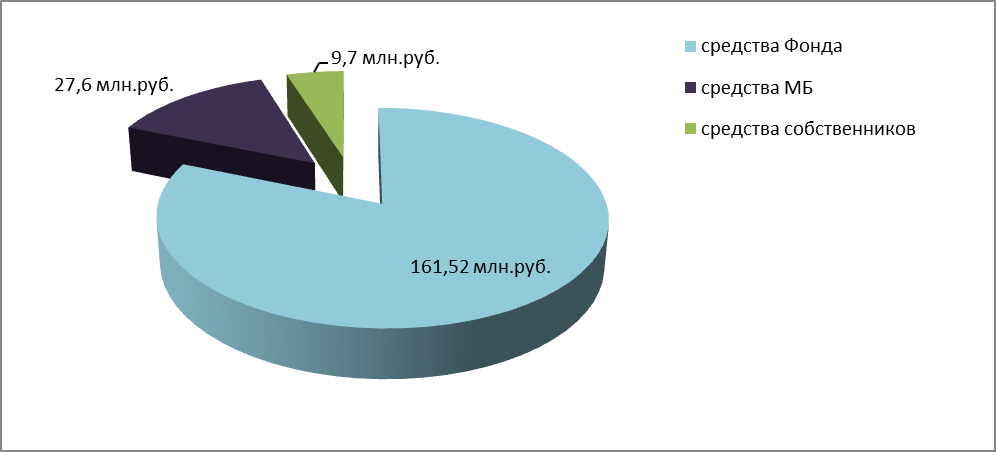 9,7 млн.руб.
27,6 млн.руб.
161,52 млн.руб.
средства Фонда
средства МБ
средства собственников